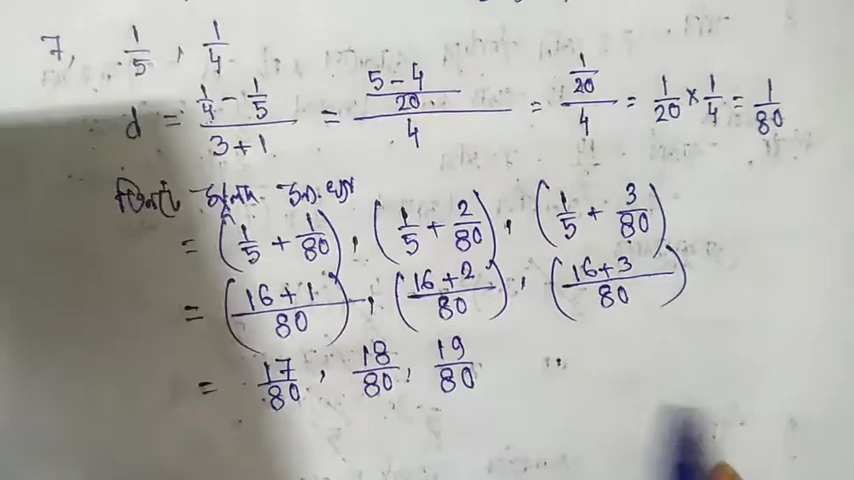 7, 1/5 , 1/4
d = (1/4 - 1/5)/(3+1) = ((5-4)/20)/4 = (1/20)/4 = 1/20 × 1/4 = 1/80
= (1/5 + 1/80), (1/5 + 2/80), (1/5 + 3/80)
= (16+1/80), (16+2/80), (16+3/80)
= 17/80, 18/80, 19/80